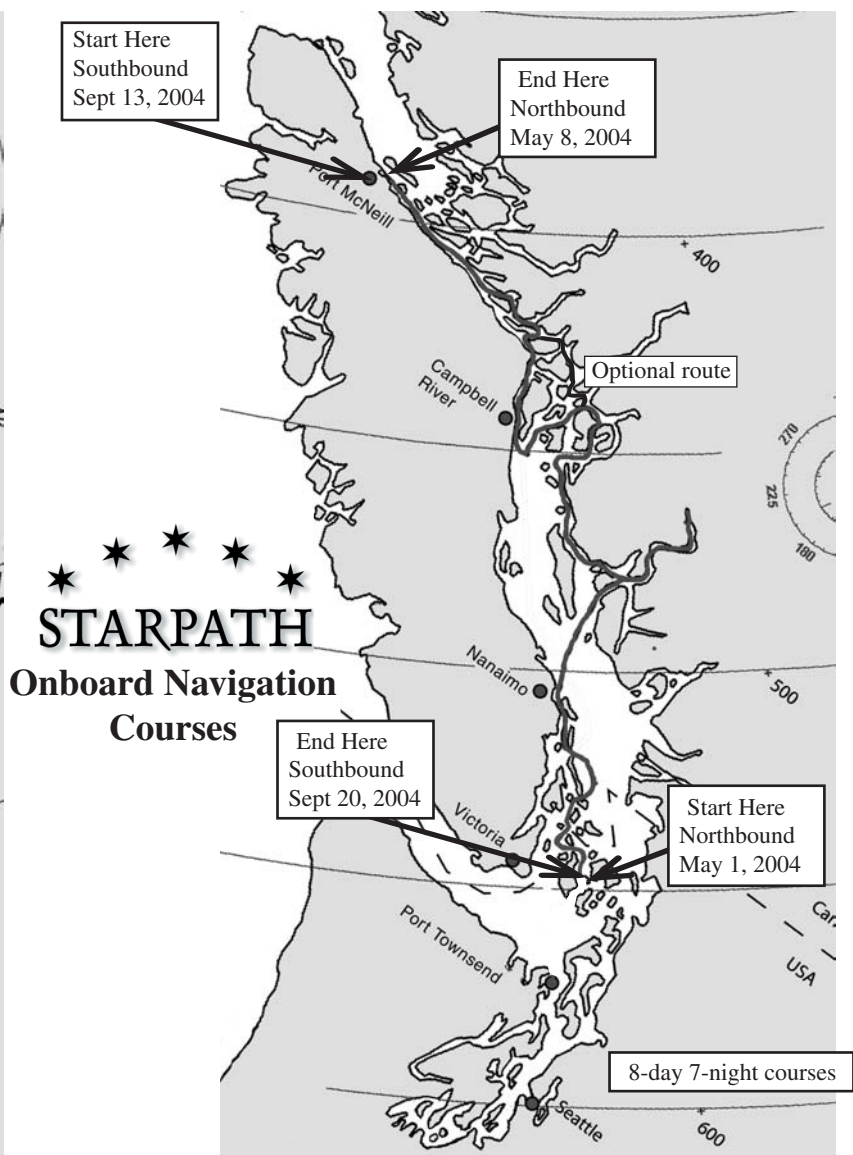 Start Here
Southbound
Sept 13, 2004
End Here
Northbound
May 8, 2004
Port McNeill
+ 400
Optional route
Campbell
River
270
225
180
STARPATH
Onboard Navigation
Courses
Nanaimo
+ 500
End Here
Southbound
Sept 20, 2004
Start Here
Northbound
May 1, 2004
Victoria
Port Townsend
USA
8-day 7-night courses
Seattle
+ 600